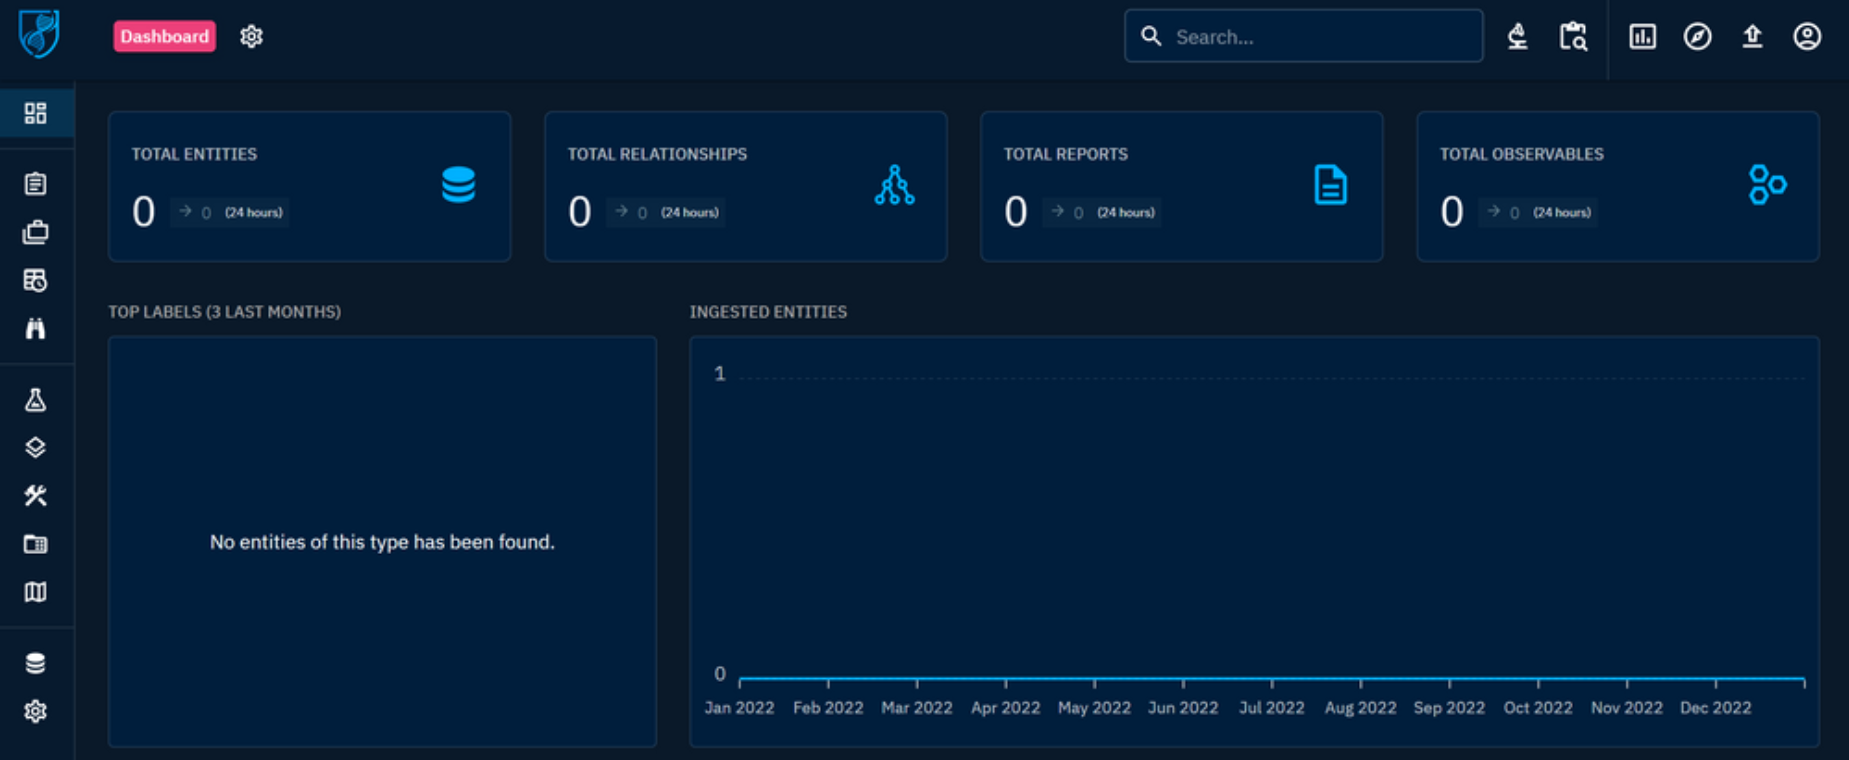 Dashboard
Search...
TOTAL ENTITIES
0 → 0 (24 hours)
TOTAL RELATIONSHIPS
0 → 0 (24 hours)
TOTAL REPORTS
0 → 0 (24 hours)
TOTAL OBSERVABLES
0 → 0 (24 hours)
TOP LABELS (3 LAST MONTHS)
No entities of this type has been found.
INGESTED ENTITIES
1
0
Jan 2022 Feb 2022 Mar 2022 Apr 2022 May 2022 Jun 2022 Jul 2022 Aug 2022 Sep 2022 Oct 2022 Nov 2022 Dec 2022